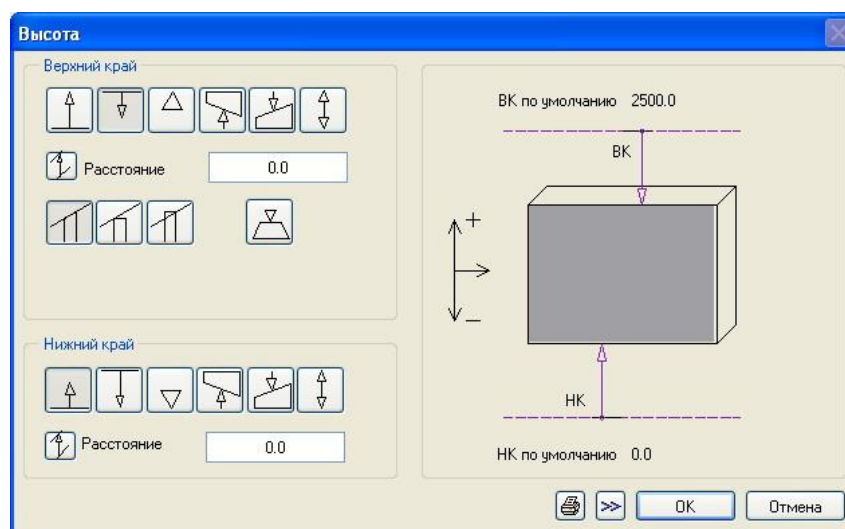 Высота
Верхний край
Расстояние 0.0
Нижний край
Расстояние 0.0
ВК по умолчанию 2500.0
ВК
+
−
НК
НК по умолчанию 0.0
>> OK Отмена